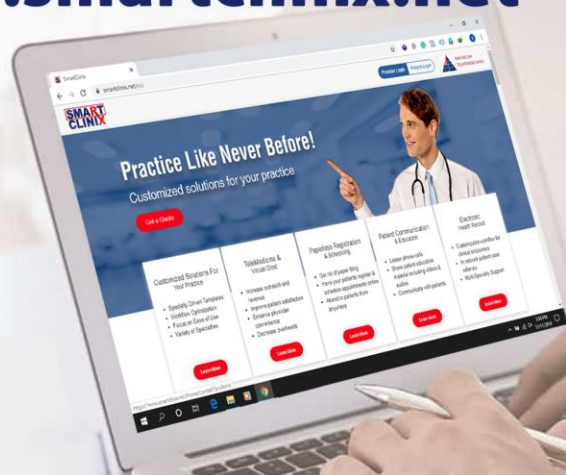 .smartclinix.net
SmartClinix
smartclinix.net
Provider Login
Patient Login
SMART
CLINIX
Practice Like Never Before!
Customized solutions for your practice
Get a Quote
Customized Solutions For
Your Practice
Specialty Driven Templates
Workflow Optimization
Focus on Ease of Use
Variety of Specialties
Learn More
TeleMedicine &
Virtual Clinic
Increase outreach and
revenue
Improve patient satisfaction
Enhance physician
convenience
Decrease overheads
Learn More
Paperless Registration
& Scheduling
Get rid of paper filing
Have your patients register &
schedule appointments online
Attend to patients from
anywhere
Learn More
Patient Communication
& Education
Lesser phone calls
Share patient education
material including videos &
audios
Communicate with patients
Learn More
Electronic
Health Record
Customizable workflow for
clinical encounters
In network patient case
referrals
Multi-Specialty Support
Learn More